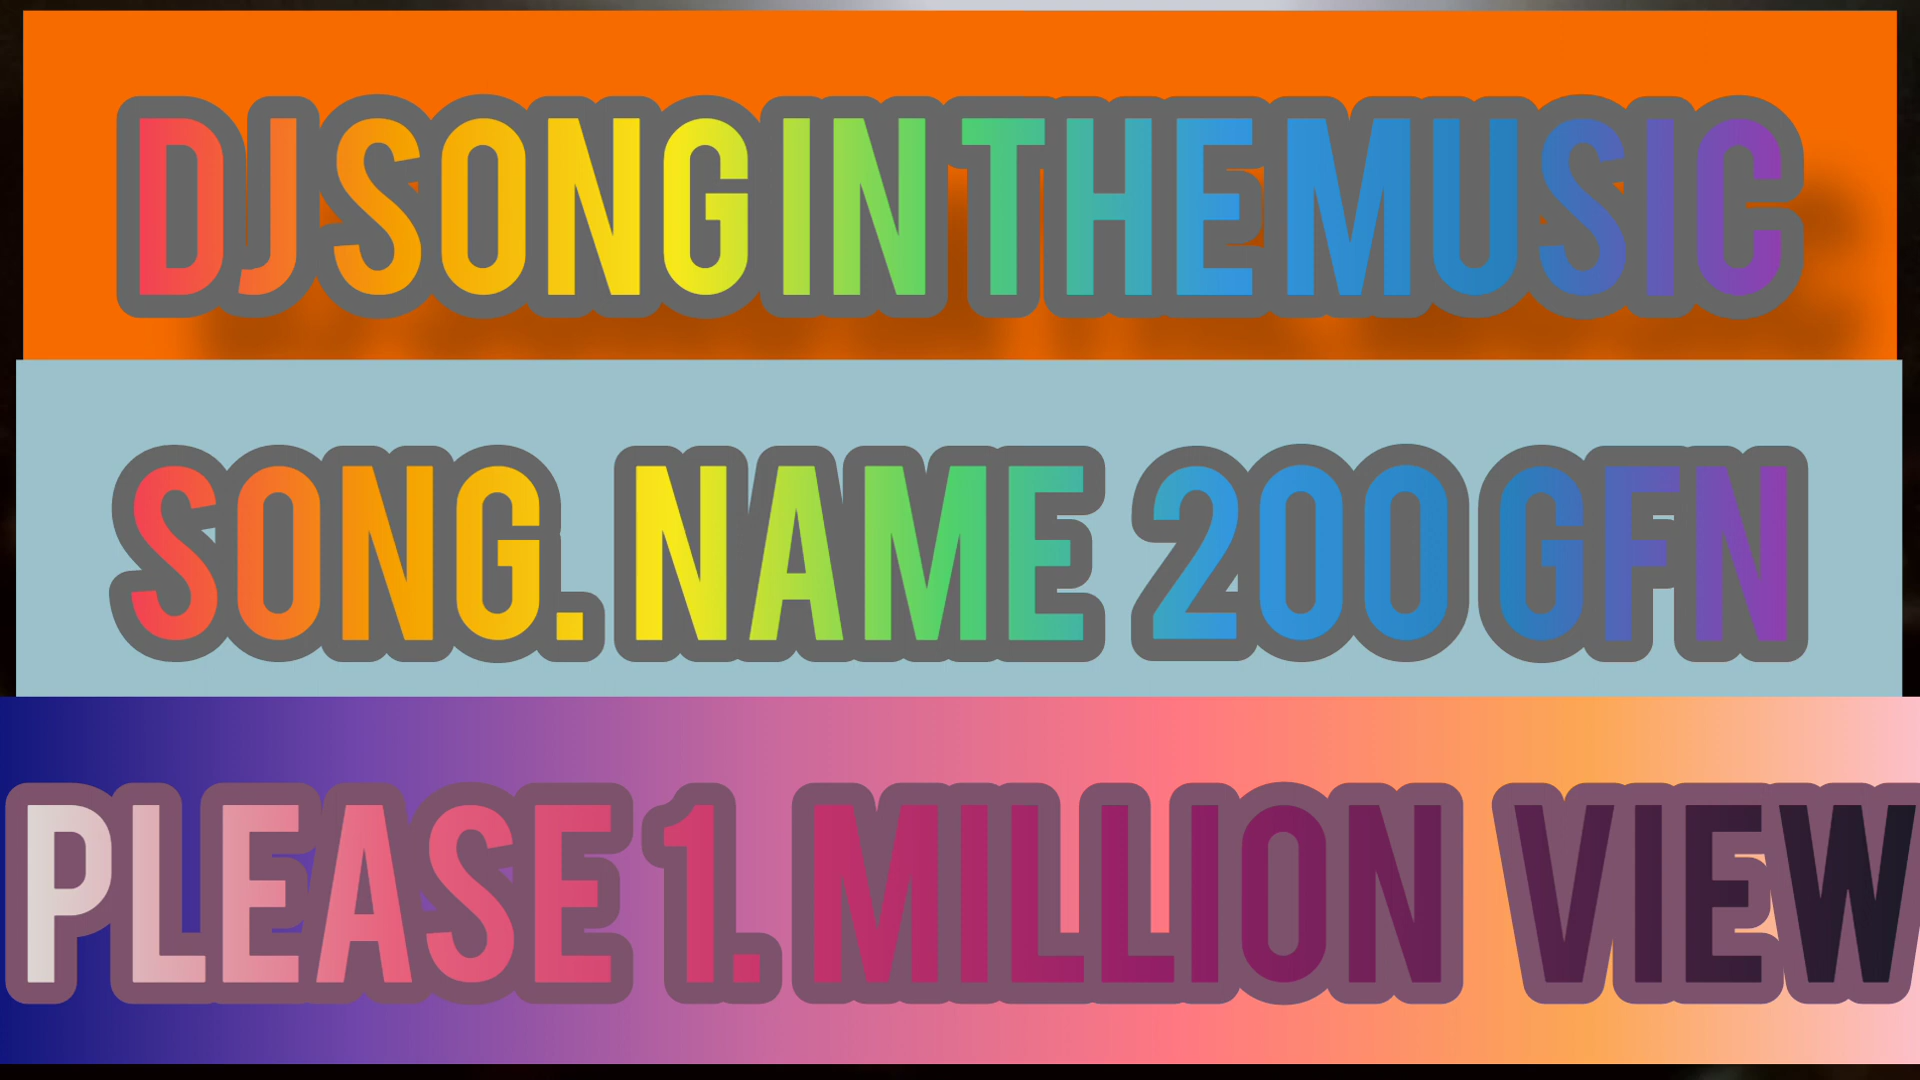 DJ SONG IN THE MUSIC
SONG. NAME 200 GFN
PLEASE 1. MILLION VIEW